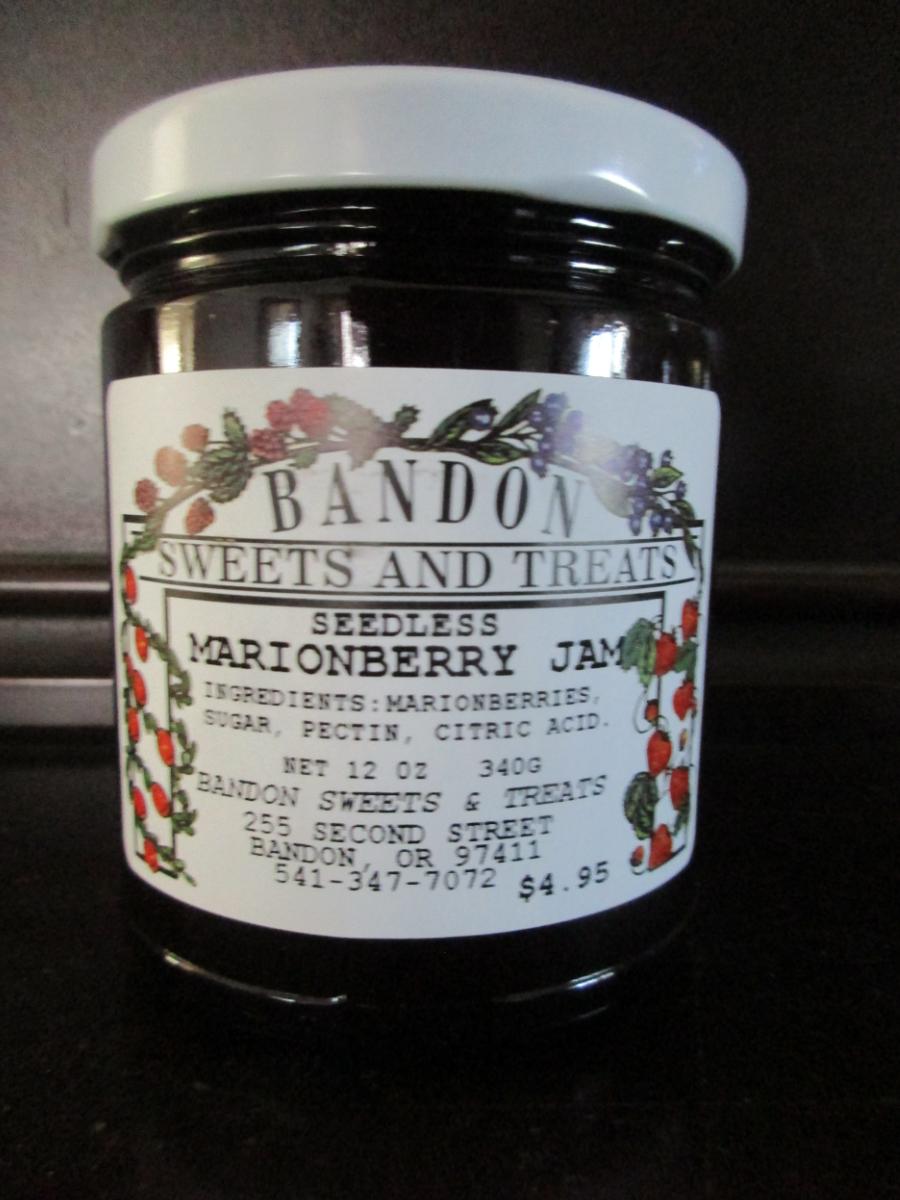 BANDON
SWEETS AND TREATS
SEEDLESS
MARIONBERRY JAM
INGREDIENTS:MARIONBERRIES,
SUGAR, PECTIN, CITRIC ACID.
NET 12 OZ 340G
BANDON SWEETS & TREATS
255 SECOND STREET
BANDON, OR 97411
541-347-7072 $4.95